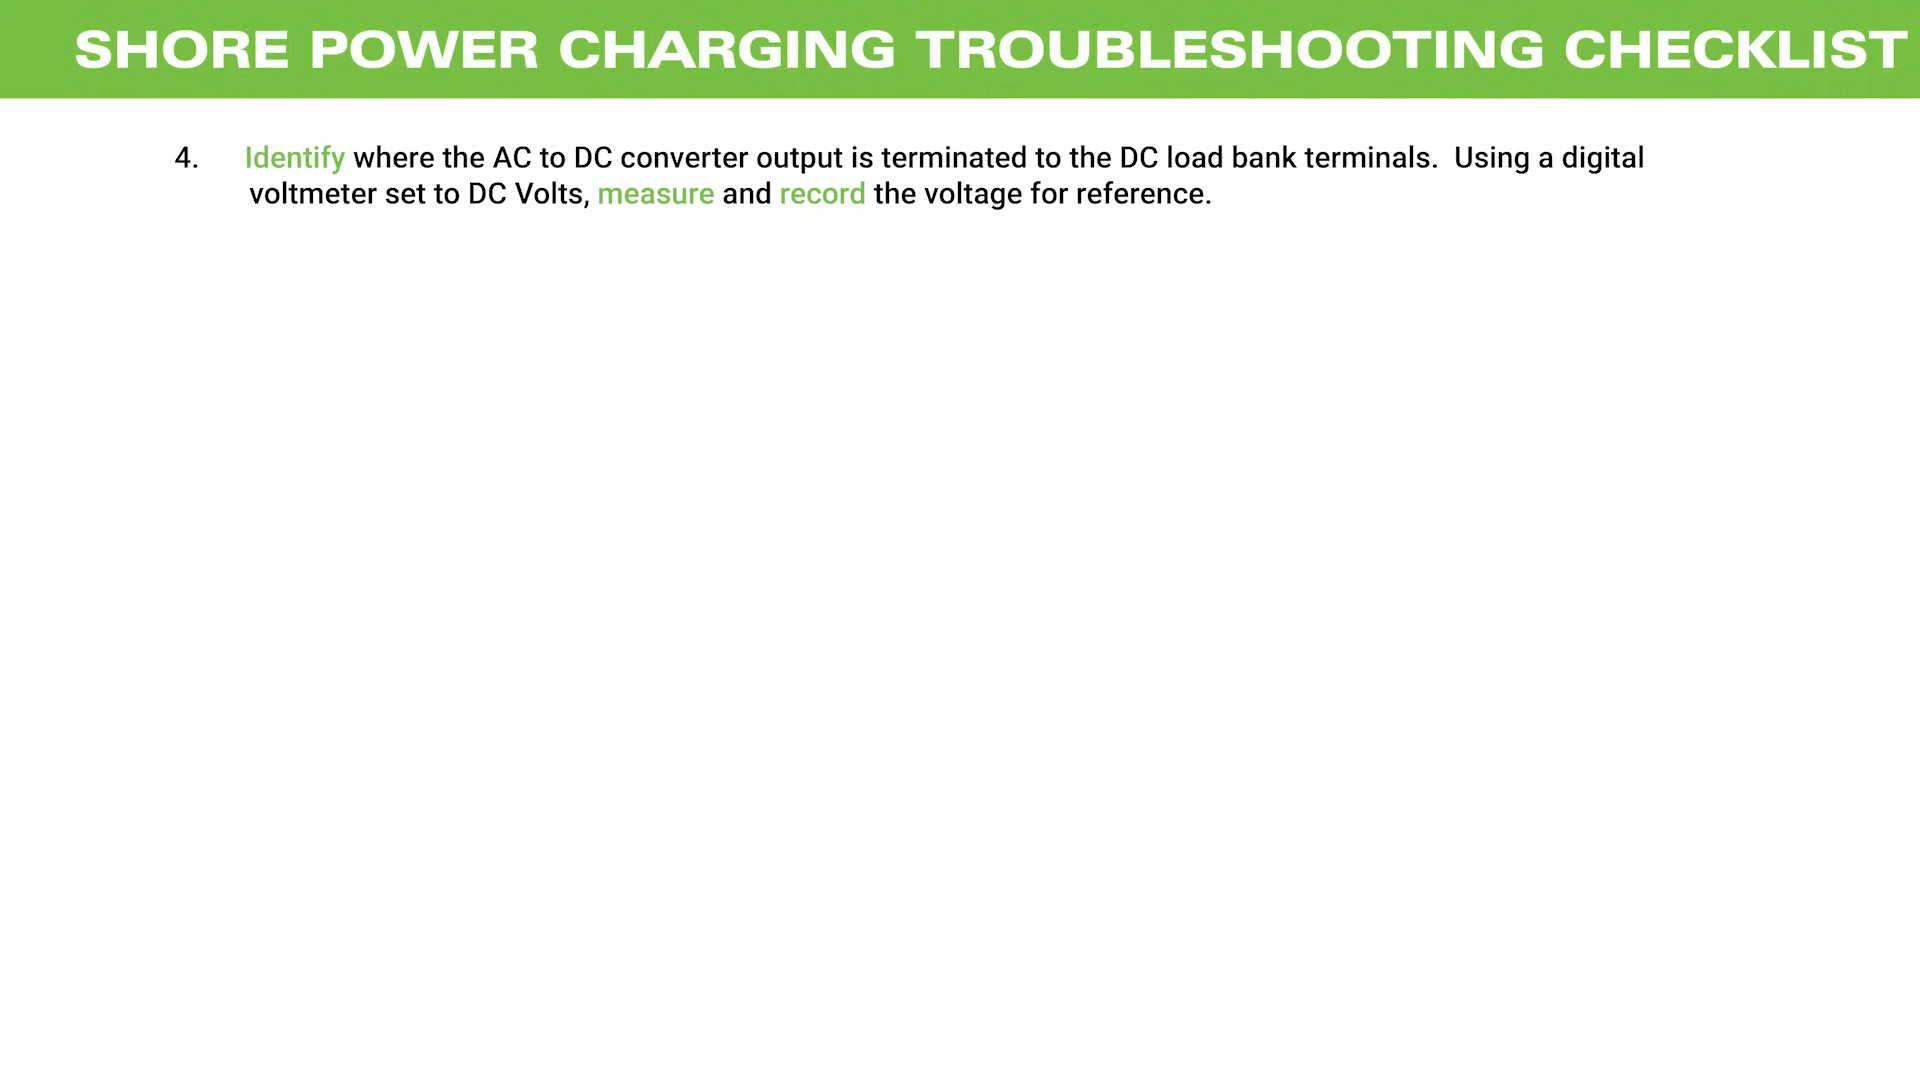 SHORE POWER CHARGING TROUBLESHOOTING CHECKLIST
4. Identify where the AC to DC converter output is terminated to the DC load bank terminals. Using a digital
voltmeter set to DC Volts, measure and record the voltage for reference.